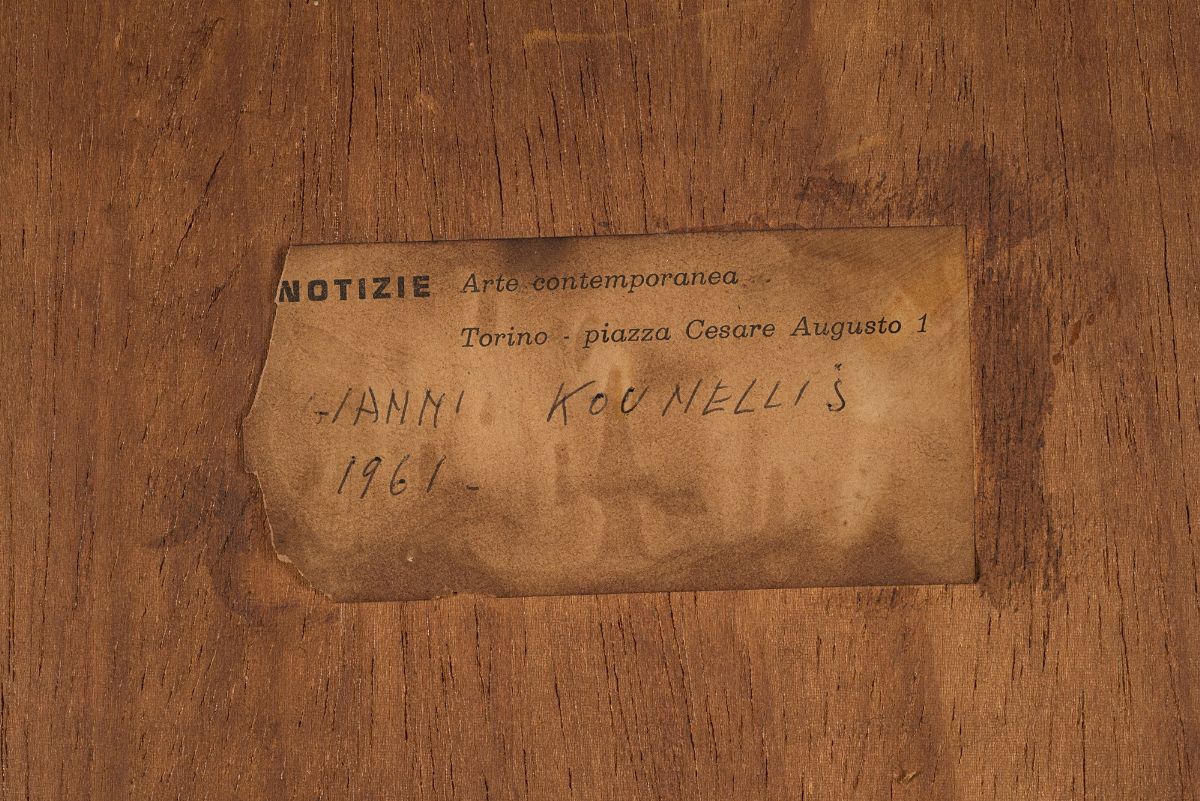 NOTIZIE Arte contemporanea
Torino - piazza Cesare Augusto 1
GIANNI KOUNELLIS
1961 -